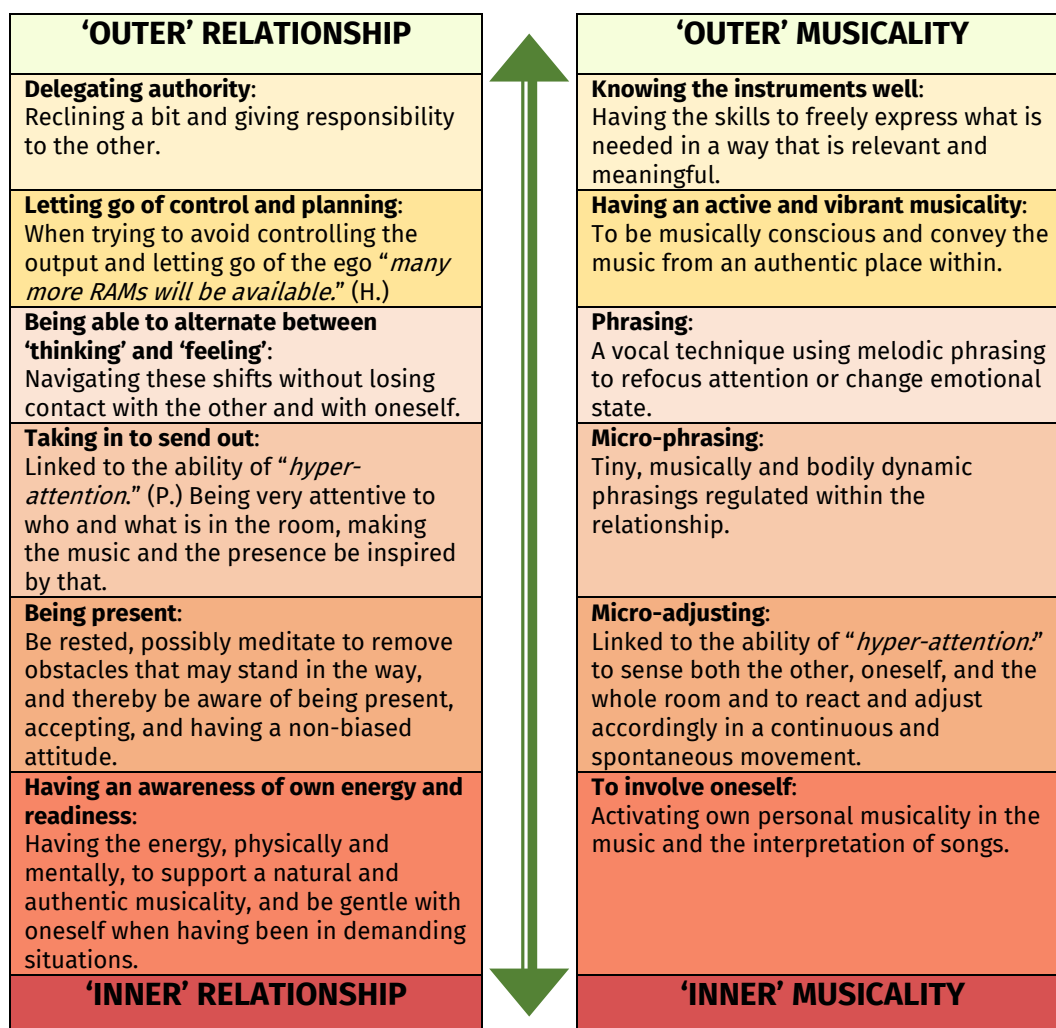 ‘OUTER’ RELATIONSHIP
Delegating authority:
Reclining a bit and giving responsibility
to the other.
Letting go of control and planning:
When trying to avoid controlling the
output and letting go of the ego “many
more RAMs will be available.” (H.)
Being able to alternate between
‘thinking’ and ‘feeling’:
Navigating these shifts without losing
contact with the other and with oneself.
Taking in to send out:
Linked to the ability of “hyper-
attention.” (P.) Being very attentive to
who and what is in the room, making
the music and the presence be inspired
by that.
Being present:
Be rested, possibly meditate to remove
obstacles that may stand in the way,
and thereby be aware of being present,
accepting, and having a non-biased
attitude.
Having an awareness of own energy and
readiness:
Having the energy, physically and
mentally, to support a natural and
authentic musicality, and be gentle with
oneself when having been in demanding
situations.
‘INNER’ RELATIONSHIP
‘OUTER’ MUSICALITY
Knowing the instruments well:
Having the skills to freely express what is
needed in a way that is relevant and
meaningful.
Having an active and vibrant musicality:
To be musically conscious and convey the
music from an authentic place within.
Phrasing:
A vocal technique using melodic phrasing
to refocus attention or change emotional
state.
Micro-phrasing:
Tiny, musically and bodily dynamic
phrasings regulated within the
relationship.
Micro-adjusting:
Linked to the ability of “hyper-attention:”
to sense both the other, oneself, and the
whole room and to react and adjust
accordingly in a continuous and
spontaneous movement.
To involve oneself:
Activating own personal musicality in the
music and the interpretation of songs.
‘INNER’ MUSICALITY